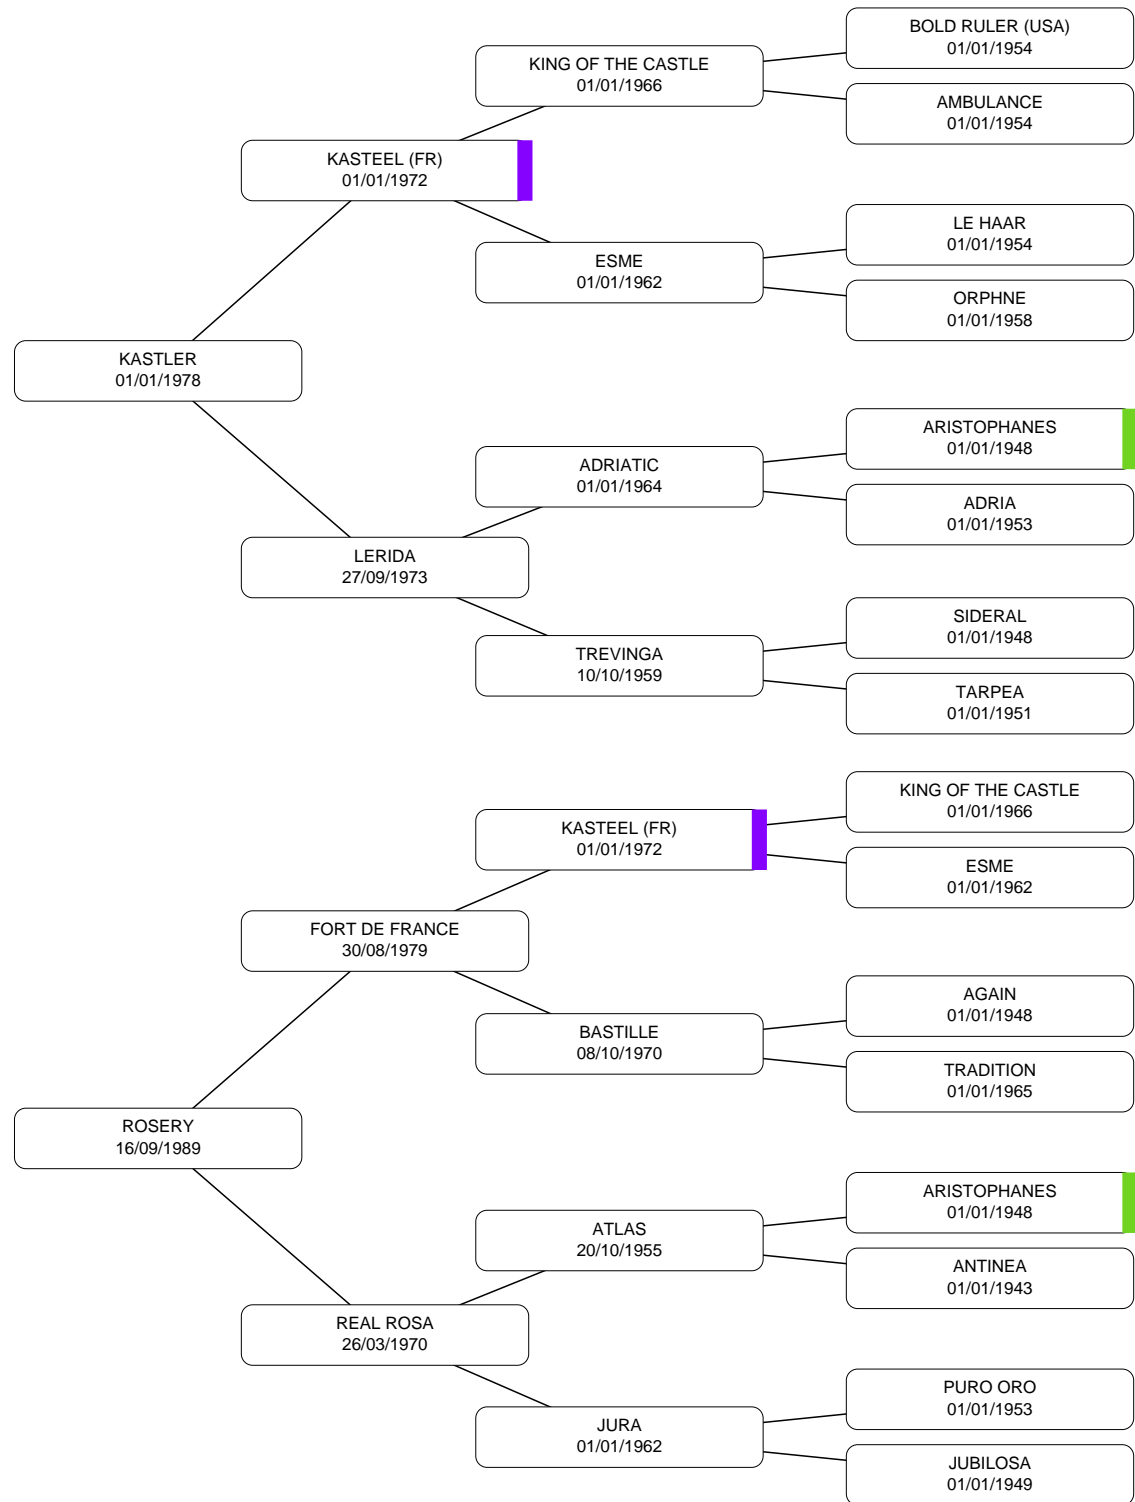 BOLD RULER (USA)
01/01/1954
KING OF THE CASTLE
01/01/1966
AMBULANCE
01/01/1954
KASTEEL (FR)
01/01/1972
LE HAAR
01/01/1954
ESME
01/01/1962
ORPHNE
01/01/1958
KASTLER
01/01/1978
ARISTOPHANES
01/01/1948
ADRIATIC
01/01/1964
ADRIA
01/01/1953
LERIDA
27/09/1973
SIDERAL
01/01/1948
TREVINGA
10/10/1959
TARPEA
01/01/1951
KING OF THE CASTLE
01/01/1966
KASTEEL (FR)
01/01/1972
ESME
01/01/1962
FORT DE FRANCE
30/08/1979
AGAIN
01/01/1948
BASTILLE
08/10/1970
TRADITION
01/01/1965
ROSERY
16/09/1989
ARISTOPHANES
01/01/1948
ATLAS
20/10/1955
ANTINEA
01/01/1943
REAL ROSA
26/03/1970
PURO ORO
01/01/1953
JURA
01/01/1962
JUBILOSA
01/01/1949